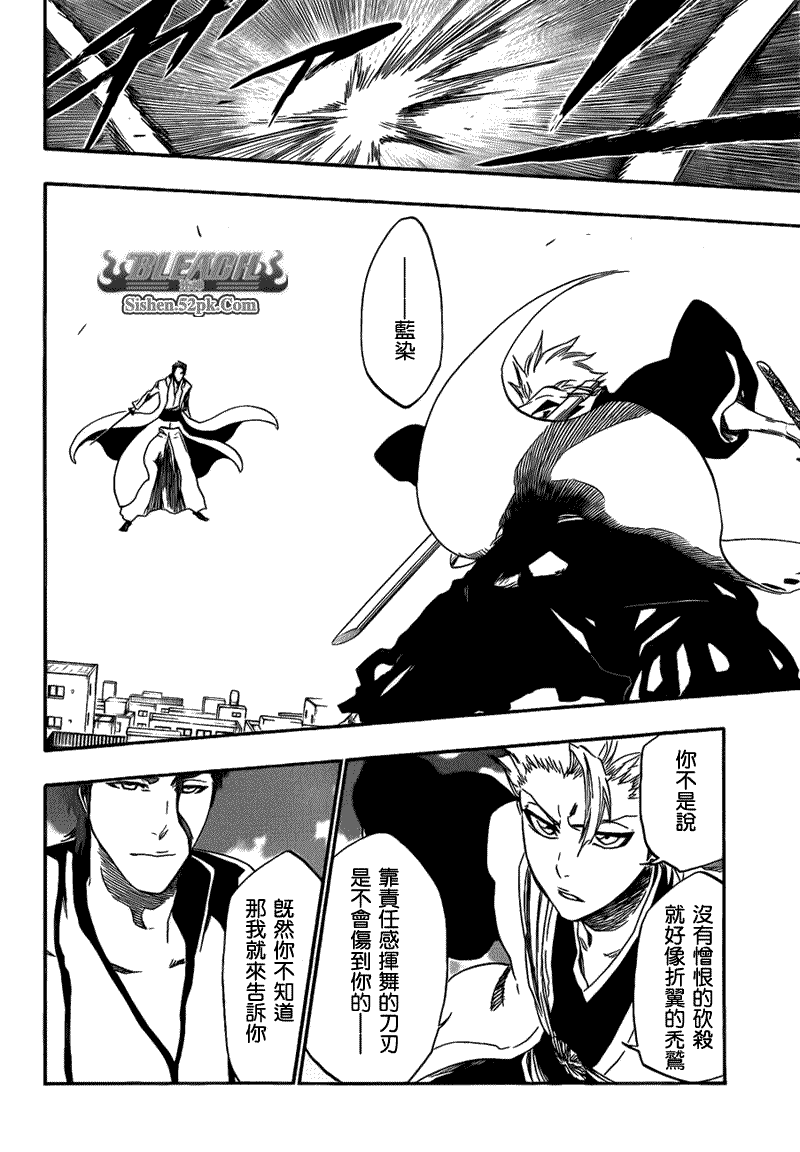 BLEACH
Sishen.52pk.Com
——藍染
你不是說
沒有憎恨的砍殺
就好像折翼的禿鷲
靠責任感揮舞的刀刃
是不會傷到你的——
既然你不知道
那我就來告訴你